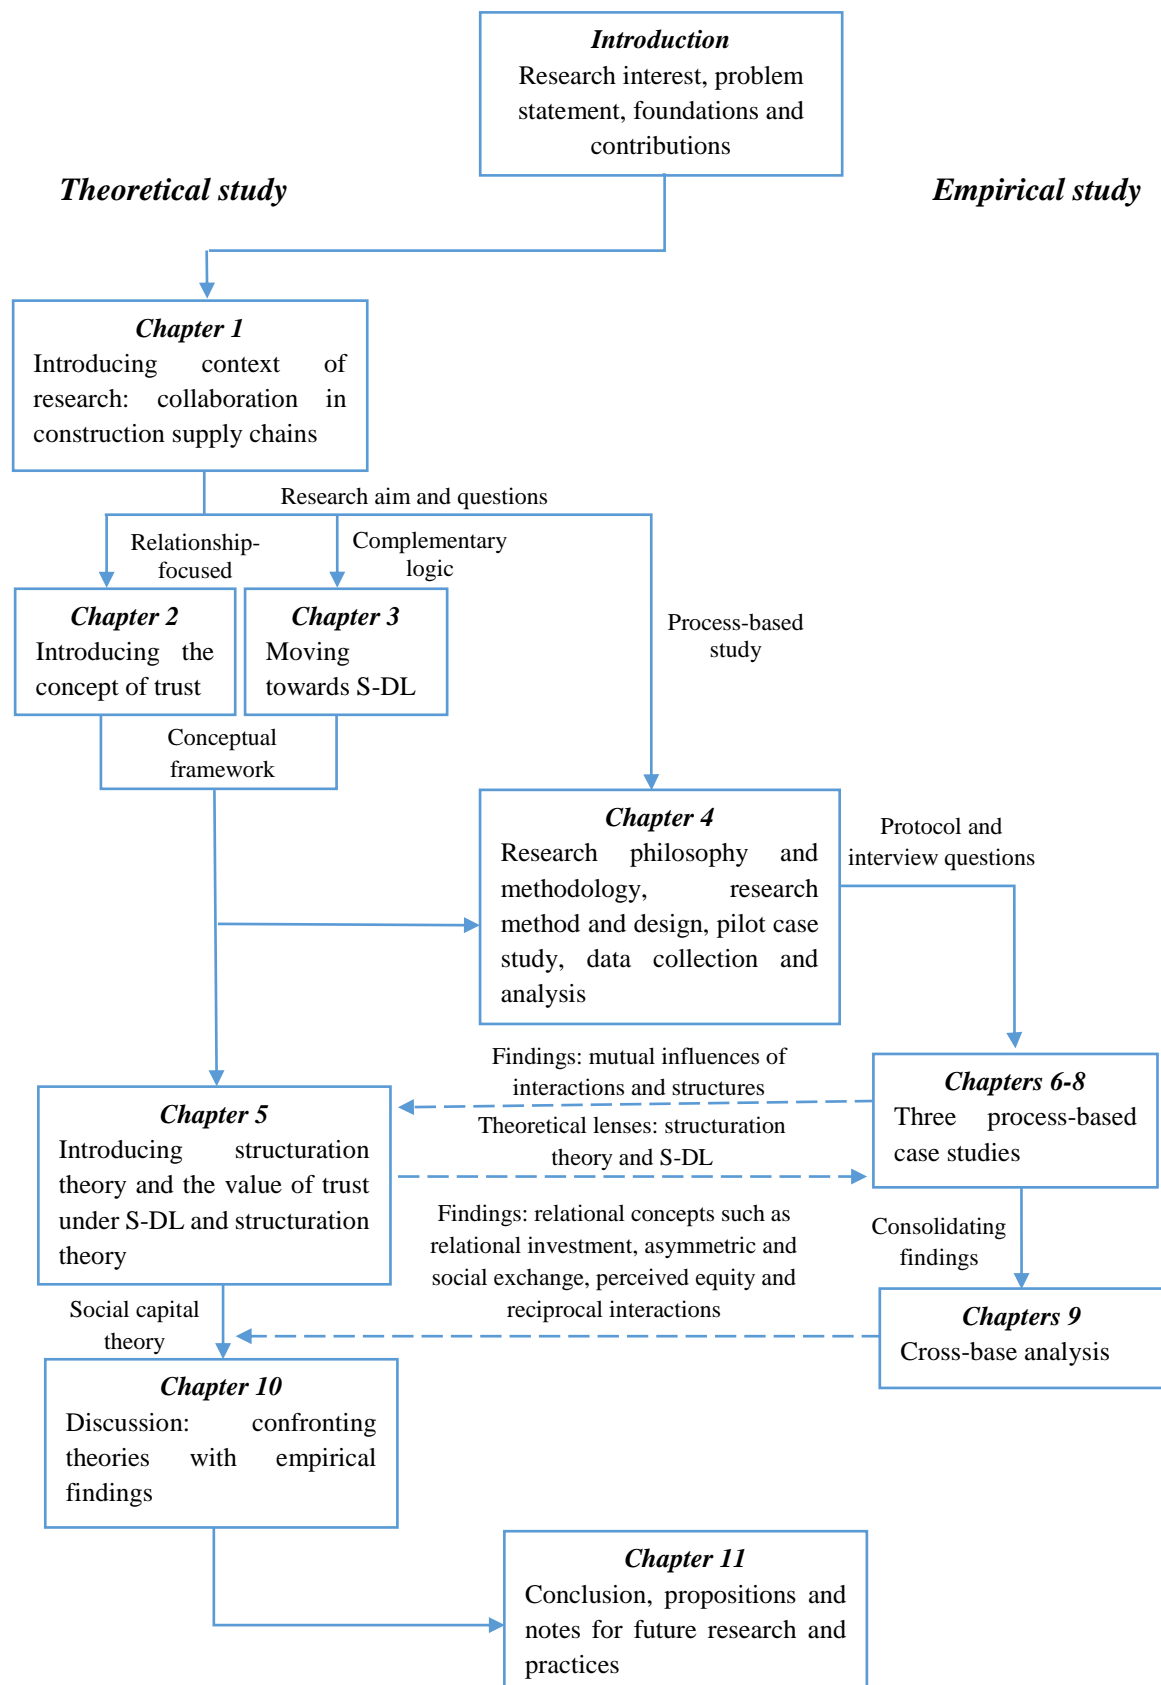 Introduction
Research interest, problem
statement, foundations and
contributions
Theoretical study
Empirical study
Chapter 1
Introducing context of
research: collaboration in
construction supply chains
Research aim and questions
Relationship-
focused
Complementary
logic
Chapter 2
Introducing the
concept of trust
Chapter 3
Moving
towards S-DL
Process-based
study
Conceptual
framework
Chapter 4
Research philosophy and
methodology, research
method and design, pilot case
study, data collection and
analysis
Protocol and
interview questions
Findings: mutual influences of
interactions and structures
Chapters 6-8
Three process-based
case studies
Chapter 5
Introducing structuration
theory and the value of trust
under S-DL and structuration
theory
Theoretical lenses: structuration
theory and S-DL
Findings: relational concepts such as
relational investment, asymmetric and
social exchange, perceived equity and
reciprocal interactions
Consolidating
findings
Social capital
theory
Chapters 9
Cross-base analysis
Chapter 10
Discussion: confronting
theories with empirical
findings
Chapter 11
Conclusion, propositions and
notes for future research and
practices